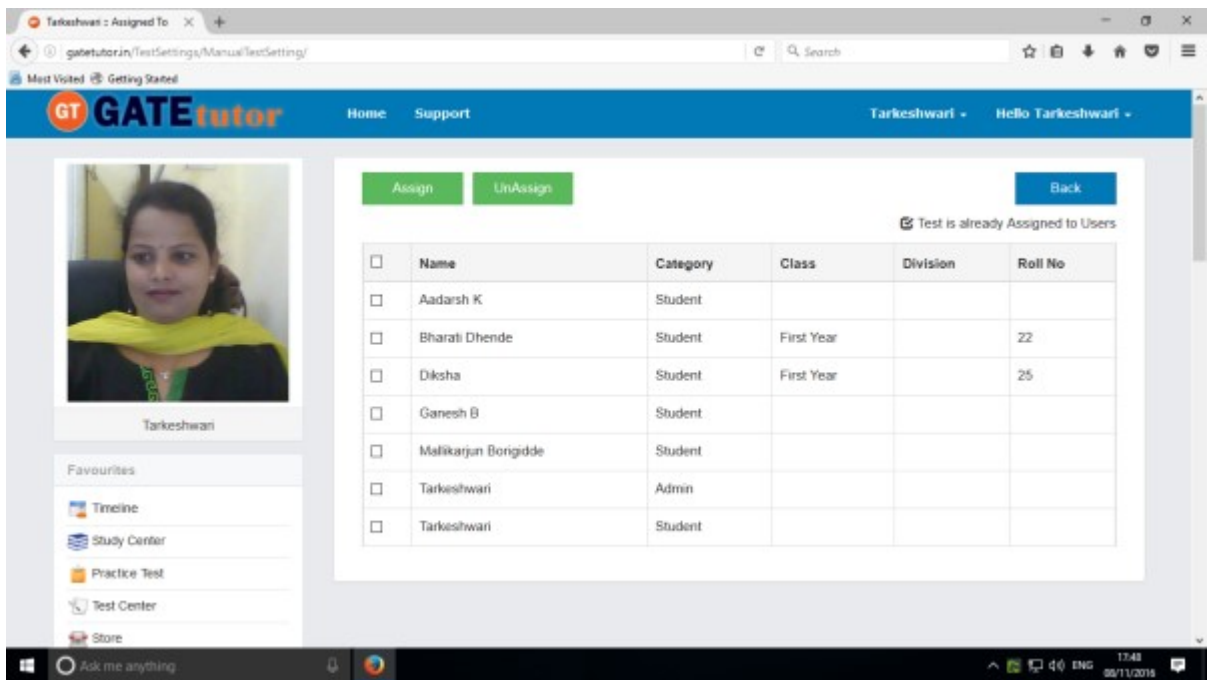 Tarkeshwari :: Assigned To
gatetutor.in/TestSettings/ManualTestSetting/
Search
Most Visited Getting Started
GT GATEtutor Home Support Tarkeshwari Hello Tarkeshwari
Assign UnAssign Back
Test is already Assigned to Users
Name Category Class Division Roll No
Aadarsh K Student
Bharati Dhende Student First Year 22
Diksha Student First Year 25
Ganesh B Student
Mallikarjun Borigidde Student
Tarkeshwari Admin
Tarkeshwari Student
Tarkeshwari
Favourites
Timeline
Study Center
Practice Test
Test Center
Store
Ask me anything
ENG
17:48
08/11/2016